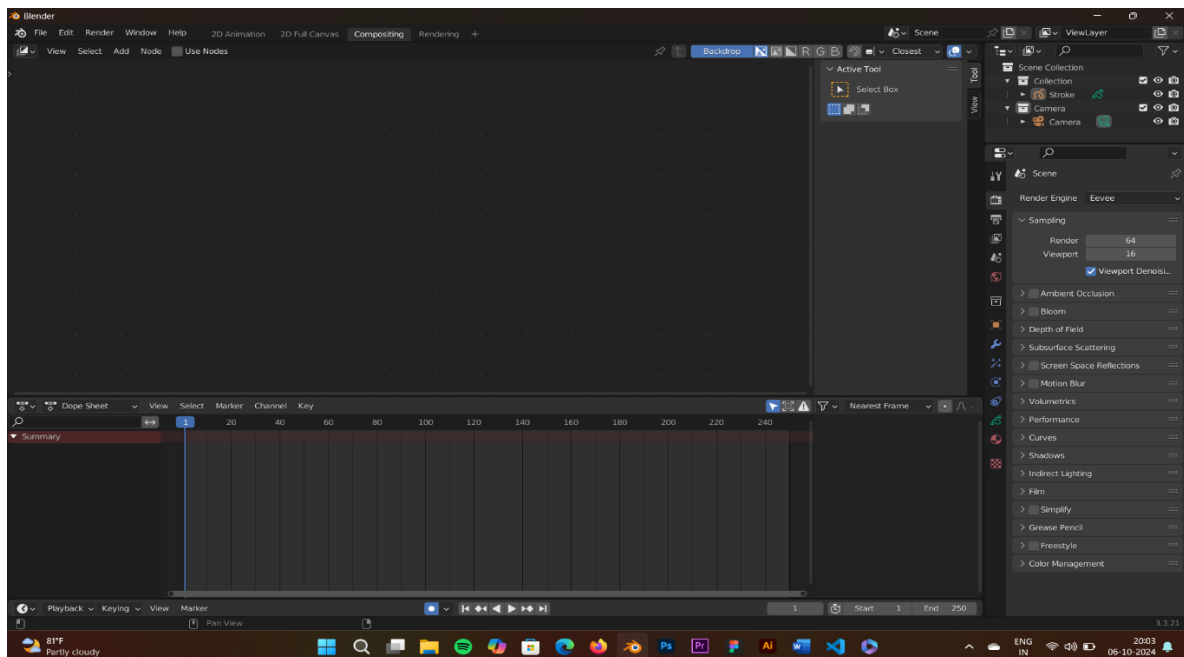 Blender
File Edit Render Window Help 2D Animation 2D Full Canvas Compositing Rendering + Scene ViewLayer
View Select Add Node Use Nodes Backdrop R G B Closest
Active Tool
Select Box
Tool
View
Scene Collection
Collection
Stroke
Camera
Camera
Scene
Render Engine Eevee
Sampling
Render 64
Viewport 16
Viewport Denoisi...
Ambient Occlusion
Bloom
Depth of Field
Subsurface Scattering
Screen Space Reflections
Motion Blur
Volumetrics
Performance
Curves
Shadows
Indirect Lighting
Film
Simplify
Grease Pencil
Freestyle
Color Management
Dope Sheet View Select Marker Channel Key Nearest Frame
1 20 40 60 80 100 120 140 160 180 200 220 240
Summary
Playback Keying View Marker 1 Start 1 End 250
Pan View 3.3.21
81°F
Partly cloudy
Ps Pr Ai W
ENG
IN
20:03
06-10-2024